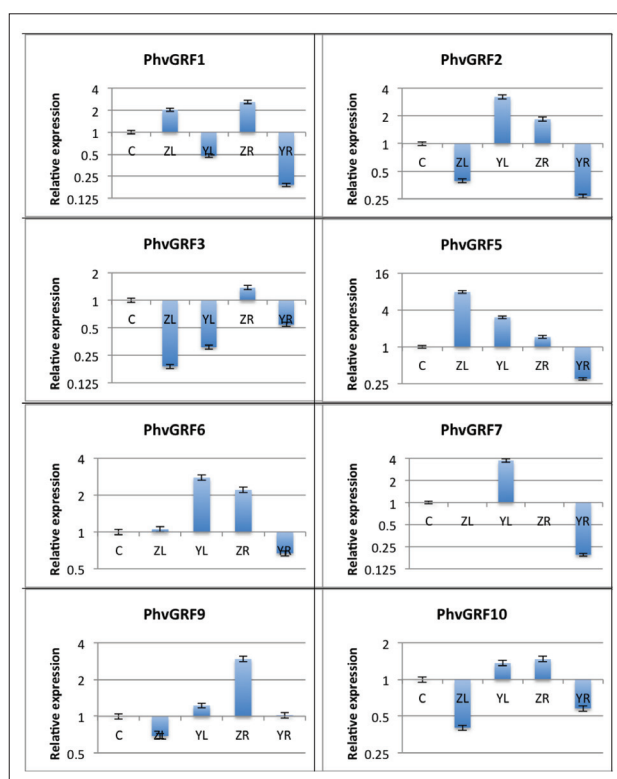 PhvGRF1
Relative expression
4
2
1
0.5
0.25
0.125
C ZL YL ZR YR
PhvGRF2
Relative expression
4
2
1
0.5
0.25
C ZL YL ZR YR
PhvGRF3
Relative expression
2
1
0.5
0.25
0.125
C ZL YL ZR YR
PhvGRF5
Relative expression
16
4
1
0.25
C ZL YL ZR YR
PhvGRF6
Relative expression
4
2
1
0.5
C ZL YL ZR YR
PhvGRF7
Relative expression
4
2
1
0.5
0.25
0.125
C ZL YL ZR YR
PhvGRF9
Relative expression
4
2
1
0.5
C ZL YL ZR YR
PhvGRF10
Relative expression
2
1
0.5
0.25
C ZL YL ZR YR